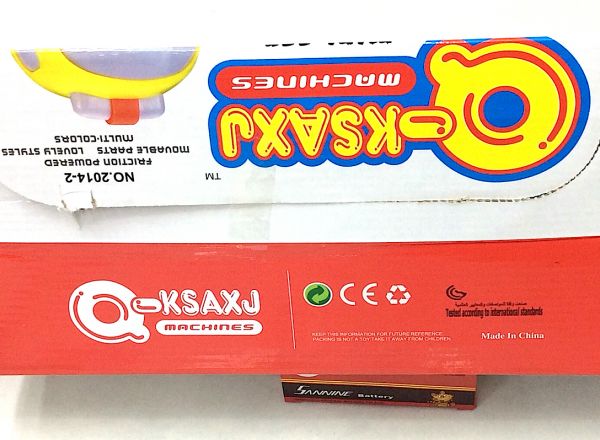 Q-KSAXJ
TM
MACHINES
NO.2014-2
FRICTION POWERED
MOVABLE PARTS LOVELY STYLES
MULTI-COLORS
Q-KSAXJ
MACHINES
CE
KEEP THIS INFORMATION FOR FUTURE REFERENCE
PACKING IS NOT A TOY.TAKE IT AWAY FROM CHILDREN.
Tested according to international standards
Made In China
SANNINE Battery